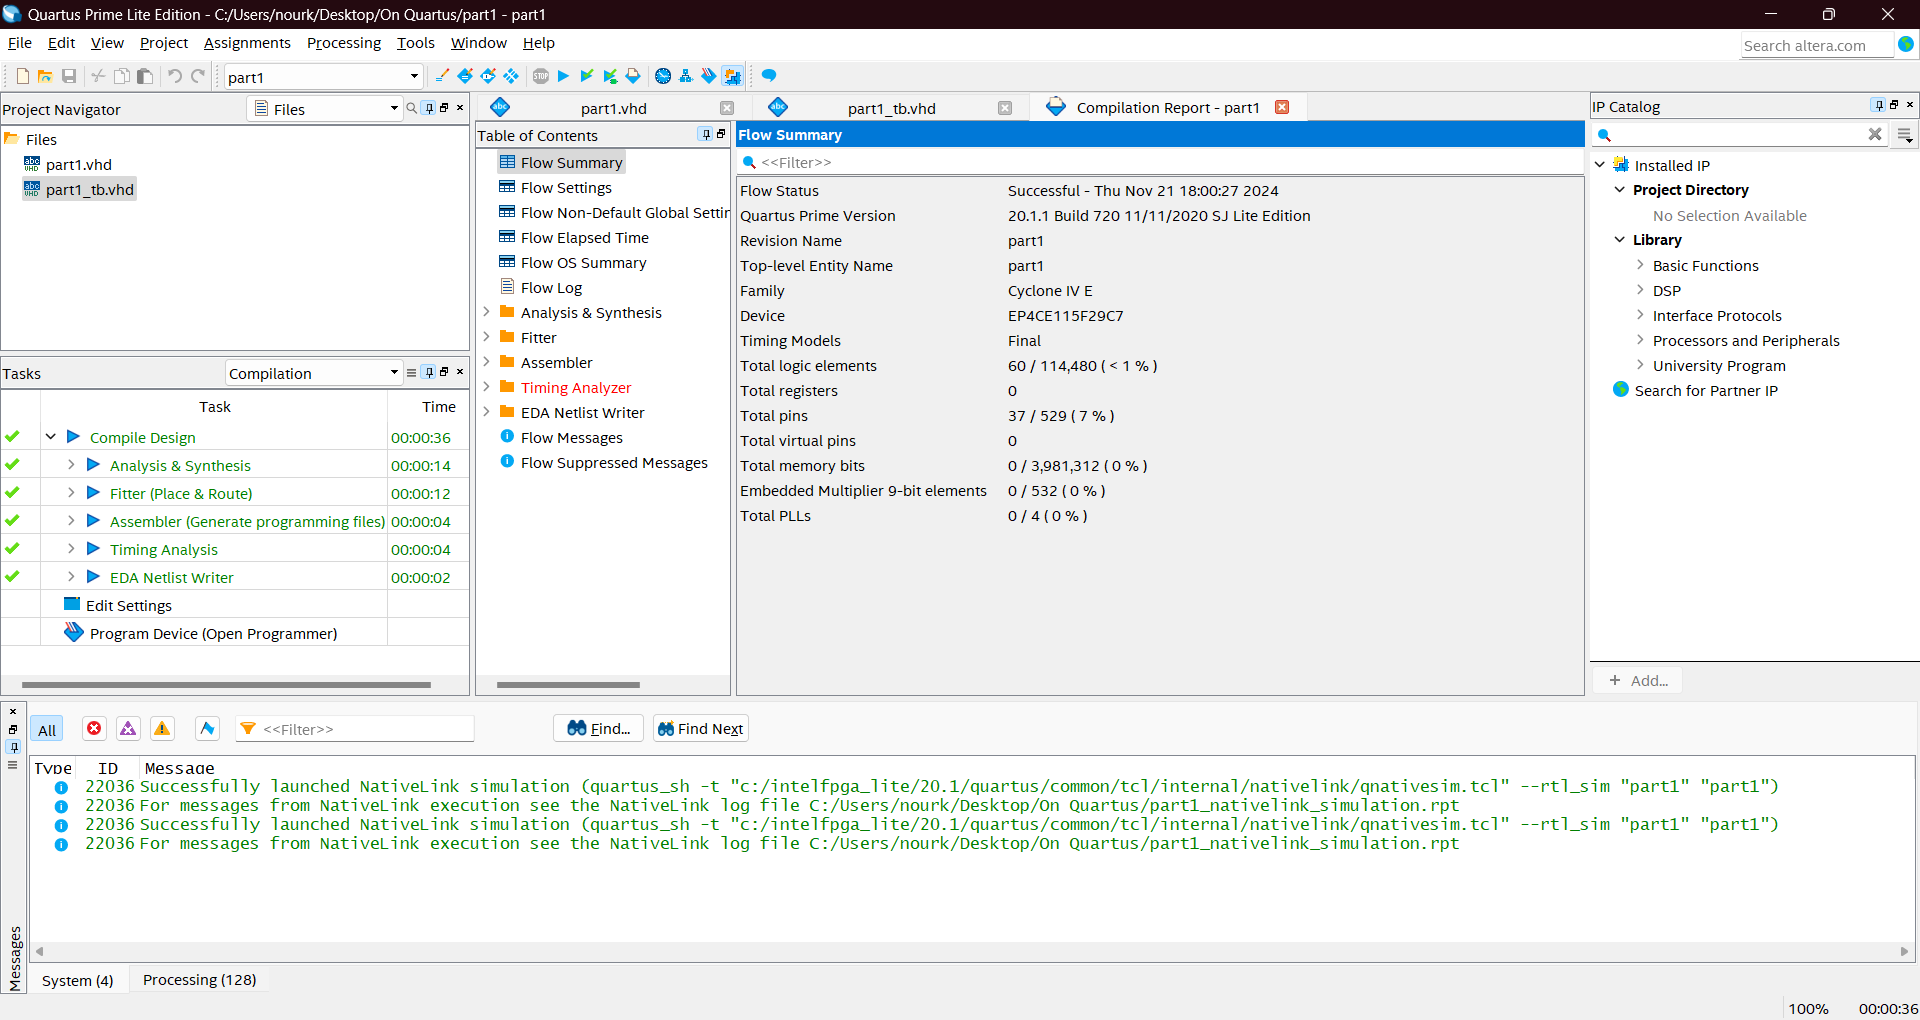 Quartus Prime Lite Edition - C:/Users/nourk/Desktop/On Quartus/part1 - part1
File Edit View Project Assignments Processing Tools Window Help
Search altera.com
part1
Project Navigator
Files
Files
part1.vhd
part1_tb.vhd
Tasks
Compilation
Task Time
Compile Design 00:00:36
Analysis & Synthesis 00:00:14
Fitter (Place & Route) 00:00:12
Assembler (Generate programming files) 00:00:04
Timing Analysis 00:00:04
EDA Netlist Writer 00:00:02
Edit Settings
Program Device (Open Programmer)
part1.vhd
part1_tb.vhd
Compilation Report - part1
Table of Contents
Flow Summary
Flow Settings
Flow Non-Default Global Settin
Flow Elapsed Time
Flow OS Summary
Flow Log
Analysis & Synthesis
Fitter
Assembler
Timing Analyzer
EDA Netlist Writer
Flow Messages
Flow Suppressed Messages
Flow Summary
<<Filter>>
Flow Status Successful - Thu Nov 21 18:00:27 2024
Quartus Prime Version 20.1.1 Build 720 11/11/2020 SJ Lite Edition
Revision Name part1
Top-level Entity Name part1
Family Cyclone IV E
Device EP4CE115F29C7
Timing Models Final
Total logic elements 60 / 114,480 ( < 1 % )
Total registers 0
Total pins 37 / 529 ( 7 % )
Total virtual pins 0
Total memory bits 0 / 3,981,312 ( 0 % )
Embedded Multiplier 9-bit elements 0 / 532 ( 0 % )
Total PLLs 0 / 4 ( 0 % )
IP Catalog
Installed IP
Project Directory
No Selection Available
Library
Basic Functions
DSP
Interface Protocols
Processors and Peripherals
University Program
Search for Partner IP
+ Add...
All
<<Filter>>
Find...
Find Next
Type ID Message
22036 Successfully launched NativeLink simulation (quartus_sh -t "c:/intelfpga_lite/20.1/quartus/common/tcl/internal/nativelink/qnativesim.tcl" --rtl_sim "part1" "part1")
22036 For messages from NativeLink execution see the NativeLink log file C:/Users/nourk/Desktop/On Quartus/part1_nativelink_simulation.rpt
22036 Successfully launched NativeLink simulation (quartus_sh -t "c:/intelfpga_lite/20.1/quartus/common/tcl/internal/nativelink/qnativesim.tcl" --rtl_sim "part1" "part1")
22036 For messages from NativeLink execution see the NativeLink log file C:/Users/nourk/Desktop/On Quartus/part1_nativelink_simulation.rpt
Messages
System (4)
Processing (128)
100% 00:00:36